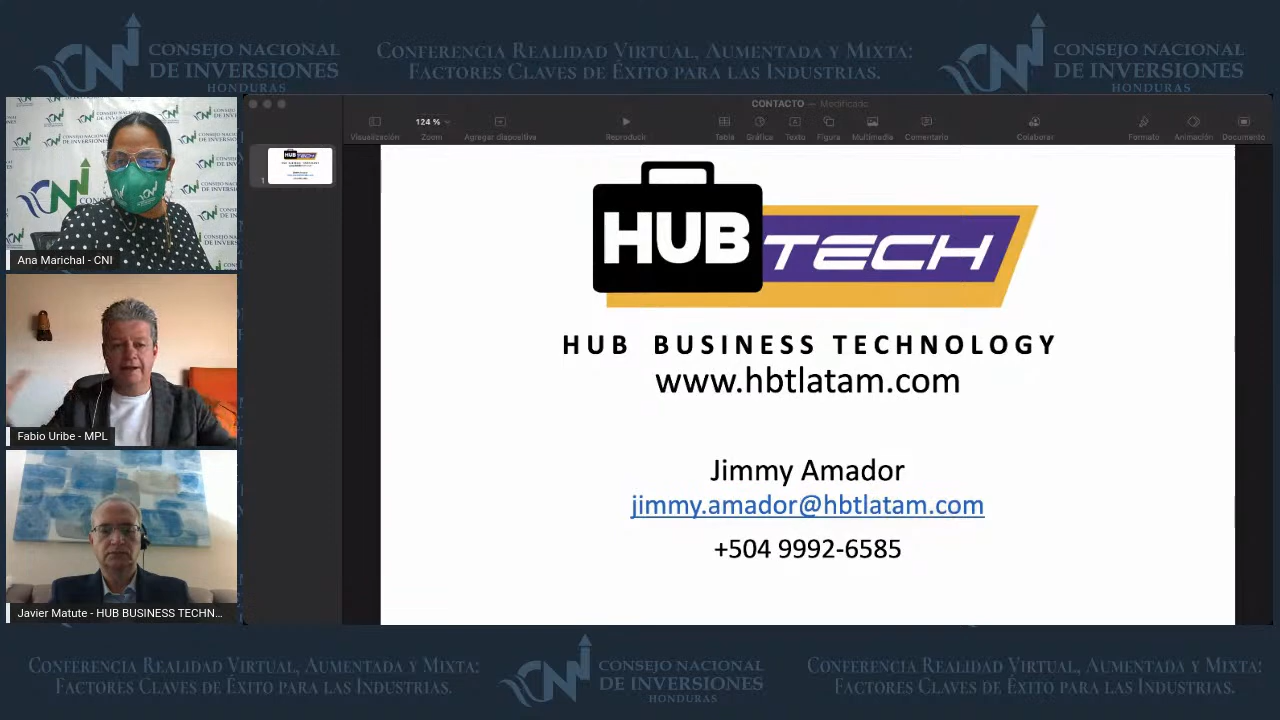 CONSEJO NACIONAL
DE INVERSIONES
HONDURAS
CONFERENCIA REALIDAD VIRTUAL, AUMENTADA Y MIXTA:
FACTORES CLAVES DE ÉXITO PARA LAS INDUSTRIAS.
CONSEJO NACIONAL
DE INVERSIONES
HONDURAS
Ana Marichal - CNI
Fabio Uribe - MPL
Javier Matute - HUB BUSINESS TECHN...
CONTACTO — Modificado
124 %
Visualización Zoom Agregar diapositiva Reproducir Tabla Gráfica Texto Figura Multimedia Comentario Colaborar Formato Animación Documento
1
HUB TECH
HUB BUSINESS TECHNOLOGY
www.hbtlatam.com
Jimmy Amador
jimmy.amador@hbtlatam.com
+504 9992-6585
CONFERENCIA REALIDAD VIRTUAL, AUMENTADA Y MIXTA:
FACTORES CLAVES DE ÉXITO PARA LAS INDUSTRIAS.
CONSEJO NACIONAL
DE INVERSIONES
HONDURAS
CONFERENCIA REALIDAD VIRTUAL, AUMENTADA Y MIXTA:
FACTORES CLAVES DE ÉXITO PARA LAS INDUSTRIAS.